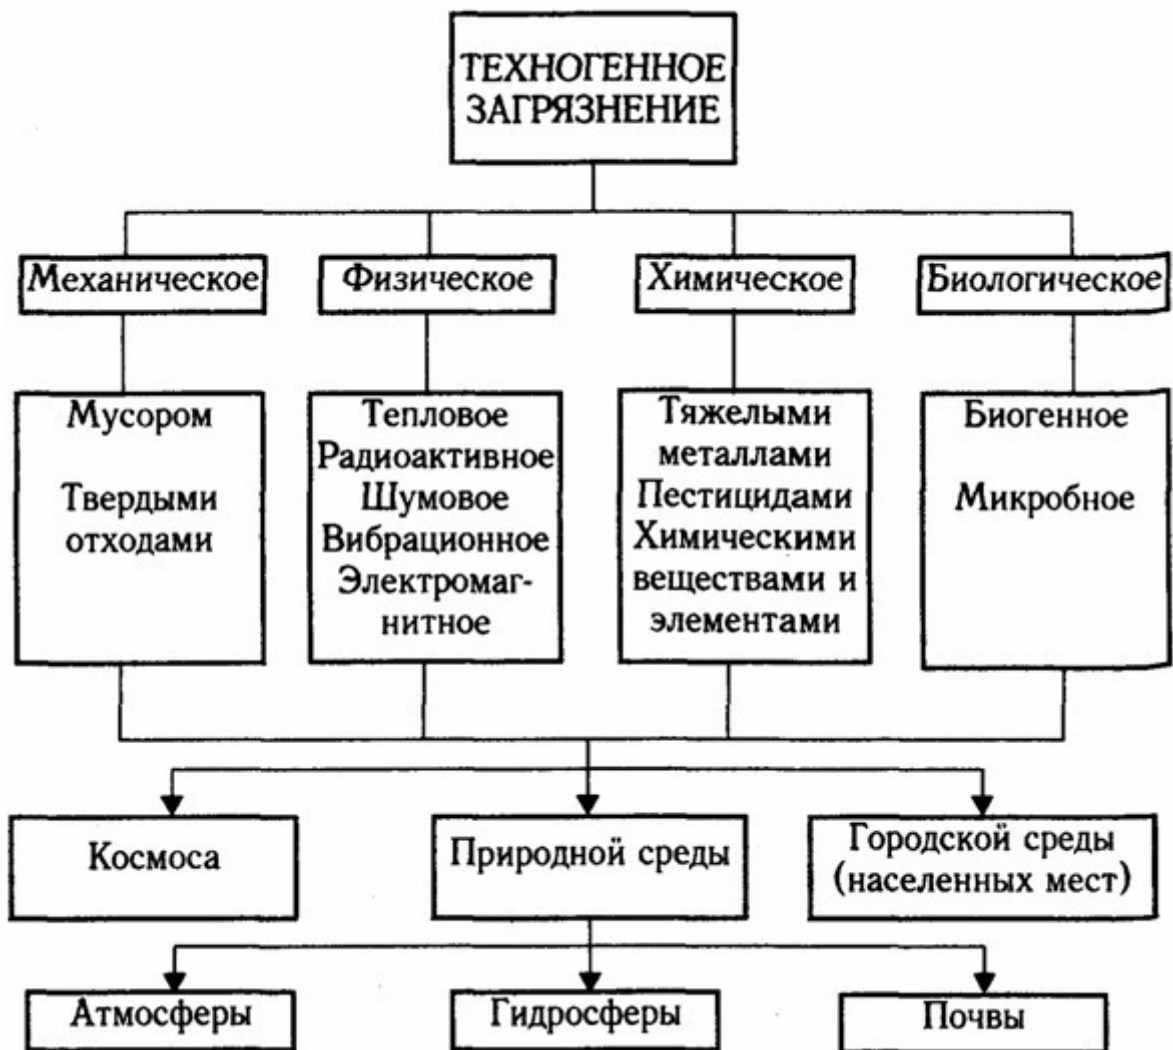 ТЕХНОГЕННОЕ
ЗАГРЯЗНЕНИЕ
Механическое
Физическое
Химическое
Биологическое
Мусором
Твердыми
отходами
Тепловое
Радиоактивное
Шумовое
Вибрационное
Электромаг-
нитное
Тяжелыми
металлами
Пестицидами
Химическими
веществами и
элементами
Биогенное
Микробное
Космоса
Природной среды
Городской среды
(населенных мест)
Атмосферы
Гидросферы
Почвы